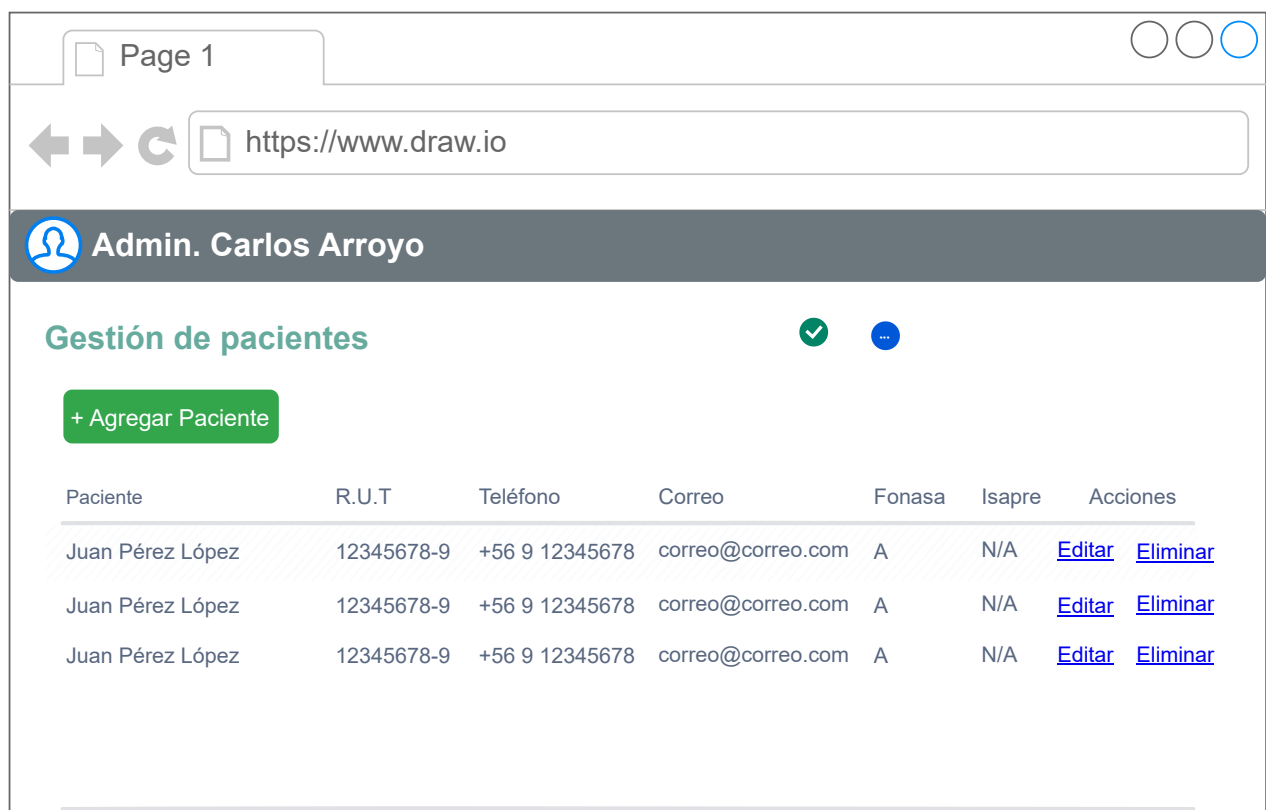 Page 1
https://www.draw.io
Admin. Carlos Arroyo
Gestión de pacientes
...
+ Agregar Paciente
Paciente R.U.T Teléfono Correo Fonasa Isapre Acciones
Juan Pérez López 12345678-9 +56 9 12345678 correo@correo.com A N/A Editar Eliminar
Juan Pérez López 12345678-9 +56 9 12345678 correo@correo.com A N/A Editar Eliminar
Juan Pérez López 12345678-9 +56 9 12345678 correo@correo.com A N/A Editar Eliminar